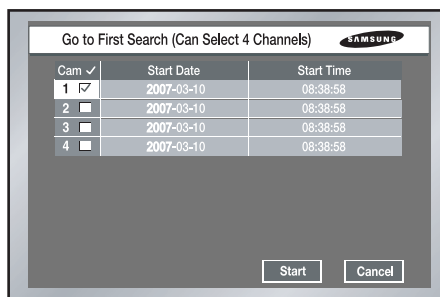 Go to First Search (Can Select 4 Channels) SAMSUNG
Cam ✓ Start Date Start Time
1 ☑ 2007-03-10 08:38:58
2 ☐ 2007-03-10 08:38:58
3 ☐ 2007-03-10 08:38:58
4 ☐ 2007-03-10 08:38:58
Start Cancel